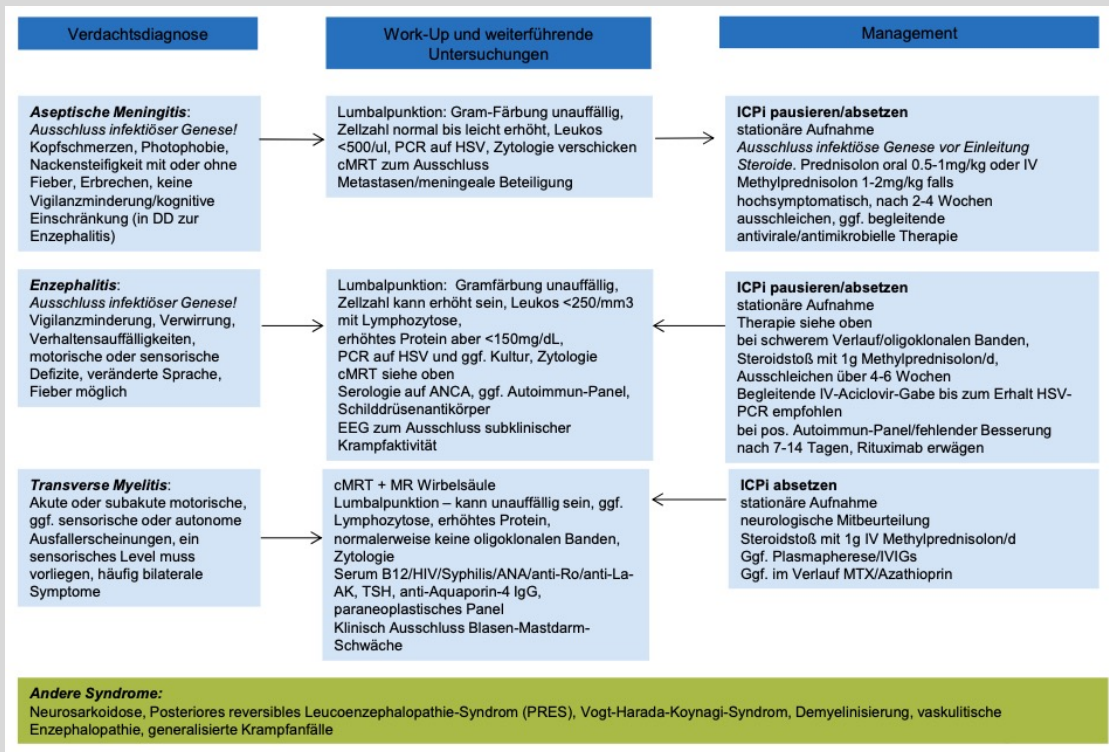 Verdachtsdiagnose
Work-Up und weiterführende
Untersuchungen
Management
Aseptische Meningitis:
Ausschluss infektiöser Genese!
Kopfschmerzen, Photophobie,
Nackensteifigkeit mit oder ohne
Fieber, Erbrechen, keine
Vigilanzminderung/kognitive
Einschränkung (in DD zur
Enzephalitis)
Lumbalpunktion: Gram-Färbung unauffällig,
Zellzahl normal bis leicht erhöht, Leukos
<500/ul, PCR auf HSV, Zytologie verschicken
cMRT zum Ausschluss
Metastasen/meningeale Beteiligung
ICPi pausieren/absetzen
stationäre Aufnahme
Ausschluss infektiöse Genese vor Einleitung
Steroide. Prednisolon oral 0.5-1mg/kg oder IV
Methylprednisolon 1-2mg/kg falls
hochsymptomatisch, nach 2-4 Wochen
ausschleichen, ggf. begleitende
antivirale/antimikrobielle Therapie
Enzephalitis:
Ausschluss infektiöser Genese!
Vigilanzminderung, Verwirrung,
Verhaltensauffälligkeiten,
motorische oder sensorische
Defizite, veränderte Sprache,
Fieber möglich
Lumbalpunktion: Gramfärbung unauffällig,
Zellzahl kann erhöht sein, Leukos <250/mm3
mit Lymphozytose,
erhöhtes Protein aber <150mg/dL,
PCR auf HSV und ggf. Kultur, Zytologie
cMRT siehe oben
Serologie auf ANCA, ggf. Autoimmun-Panel,
Schilddrüsenantikörper
EEG zum Ausschluss subklinischer
Krampfaktivität
ICPi pausieren/absetzen
stationäre Aufnahme
Therapie siehe oben
bei schwerem Verlauf/oligoklonalen Banden,
Steroidstoß mit 1g Methylprednisolon/d,
Ausschleichen über 4-6 Wochen
Begleitende IV-Aciclovir-Gabe bis zum Erhalt HSV-
PCR empfohlen
bei pos. Autoimmun-Panel/fehlender Besserung
nach 7-14 Tagen, Rituximab erwägen
Transverse Myelitis:
Akute oder subakute motorische,
ggf. sensorische oder autonome
Ausfallerscheinungen, ein
sensorisches Level muss
vorliegen, häufig bilaterale
Symptome
cMRT + MR Wirbelsäule
Lumbalpunktion – kann unauffällig sein, ggf.
Lymphozytose, erhöhtes Protein,
normalerweise keine oligoklonalen Banden,
Zytologie
Serum B12/HIV/Syphilis/ANA/anti-Ro/anti-La-
AK, TSH, anti-Aquaporin-4 IgG,
paraneoplastisches Panel
Klinisch Ausschluss Blasen-Mastdarm-
Schwäche
ICPi absetzen
stationäre Aufnahme
neurologische Mitbeurteilung
Steroidstoß mit 1g IV Methylprednisolon/d
Ggf. Plasmapherese/IVIGs
Ggf. im Verlauf MTX/Azathioprin
Andere Syndrome:
Neurosarkoidose, Posteriores reversibles Leucoenzephalopathie-Syndrom (PRES), Vogt-Harada-Koynagi-Syndrom, Demyelinisierung, vaskulitische
Enzephalopathie, generalisierte Krampfanfälle